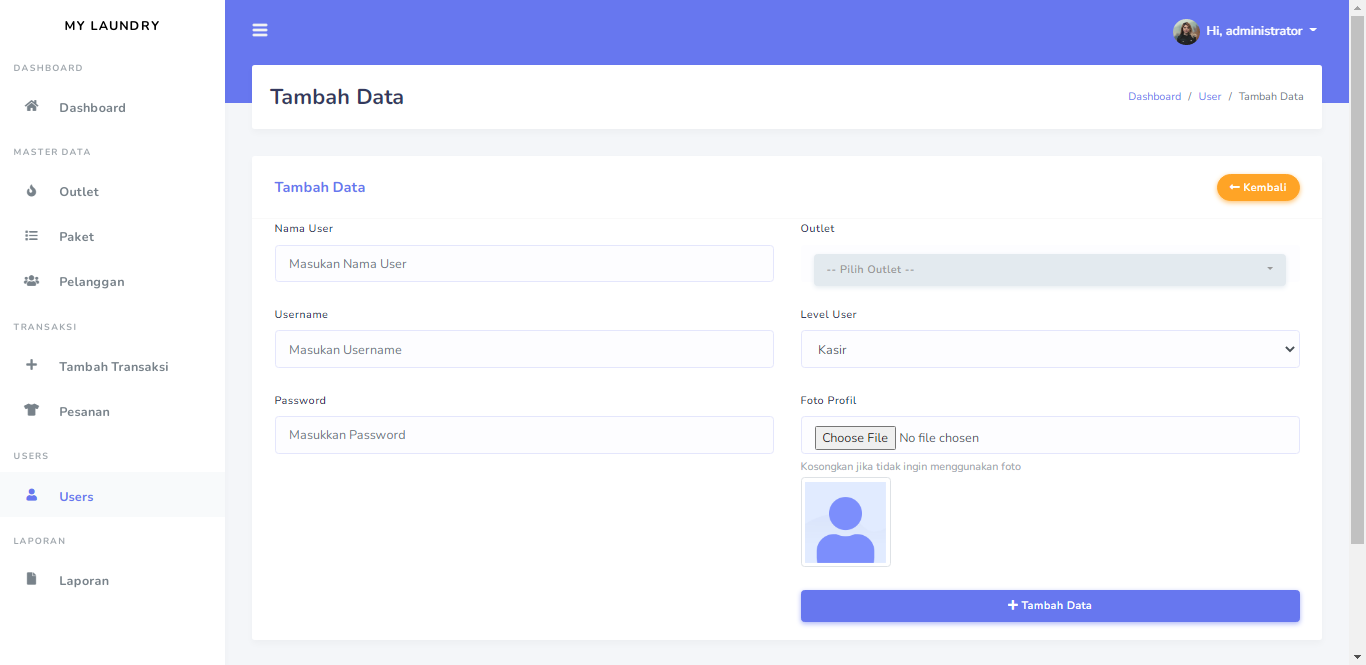 MY LAUNDRY
Hi, administrator
DASHBOARD
Dashboard
MASTER DATA
Outlet
Paket
Pelanggan
TRANSAKSI
Tambah Transaksi
Pesanan
USERS
Users
LAPORAN
Laporan
Tambah Data
Dashboard / User / Tambah Data
Tambah Data
Kembali
Nama User
Masukan Nama User
Outlet
-- Pilih Outlet --
Username
Masukan Username
Level User
Kasir
Password
Masukkan Password
Foto Profil
Choose File No file chosen
Kosongkan jika tidak ingin menggunakan foto
Tambah Data